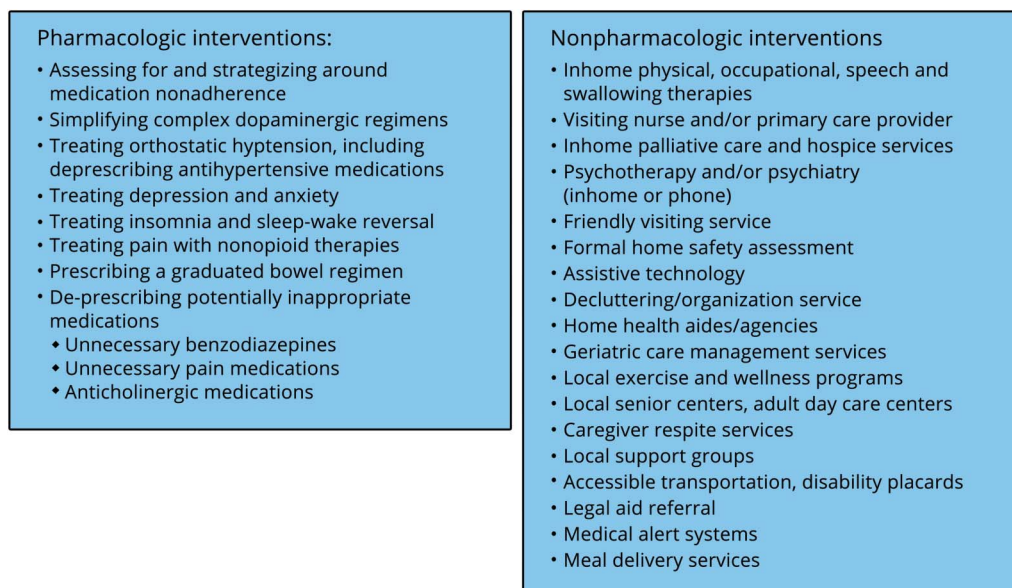 Pharmacologic interventions:
• Assessing for and strategizing around
medication nonadherence
• Simplifying complex dopaminergic regimens
• Treating orthostatic hyptension, including
deprescribing antihypertensive medications
• Treating depression and anxiety
• Treating insomnia and sleep-wake reversal
• Treating pain with nonopioid therapies
• Prescribing a graduated bowel regimen
• De-prescribing potentially inappropriate
medications
◆ Unnecessary benzodiazepines
◆ Unnecessary pain medications
◆ Anticholinergic medications
Nonpharmacologic interventions
• Inhome physical, occupational, speech and
swallowing therapies
• Visiting nurse and/or primary care provider
• Inhome palliative care and hospice services
• Psychotherapy and/or psychiatry
(inhome or phone)
• Friendly visiting service
• Formal home safety assessment
• Assistive technology
• Decluttering/organization service
• Home health aides/agencies
• Geriatric care management services
• Local exercise and wellness programs
• Local senior centers, adult day care centers
• Caregiver respite services
• Local support groups
• Accessible transportation, disability placards
• Legal aid referral
• Medical alert systems
• Meal delivery services